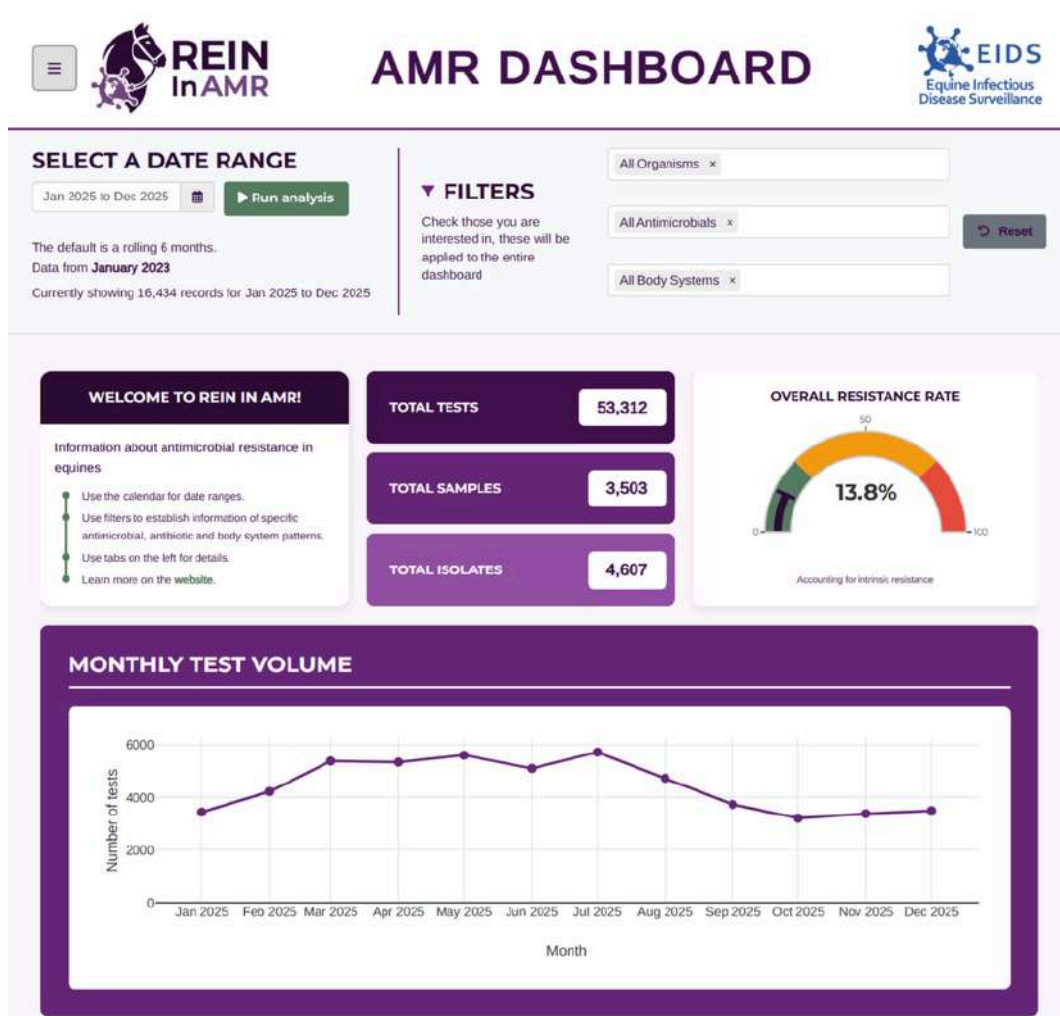 REIN
In AMR
AMR DASHBOARD
EIDS
Equine Infectious
Disease Surveillance
SELECT A DATE RANGE
Jan 2025 to Dec 2025
Run analysis
The default is a rolling 6 months.
Data from January 2023
Currently showing 16,434 records for Jan 2025 to Dec 2025
FILTERS
Check those you are
interested in, these will be
applied to the entire
dashboard
All Organisms ×
All Antimicrobials ×
All Body Systems ×
Reset
WELCOME TO REIN IN AMR!
Information about antimicrobial resistance in
equines
Use the calendar for date ranges.
Use filters to establish information of specific
antimicrobial, antibiotic and body system patterns.
Use tabs on the left for details.
Learn more on the website.
TOTAL TESTS 53,312
TOTAL SAMPLES 3,503
TOTAL ISOLATES 4,607
OVERALL RESISTANCE RATE
50
13.8%
0 100
Accounting for intrinsic resistance
MONTHLY TEST VOLUME
Number of tests
6000
4000
2000
0
Jan 2025 Feb 2025 Mar 2025 Apr 2025 May 2025 Jun 2025 Jul 2025 Aug 2025 Sep 2025 Oct 2025 Nov 2025 Dec 2025
Month